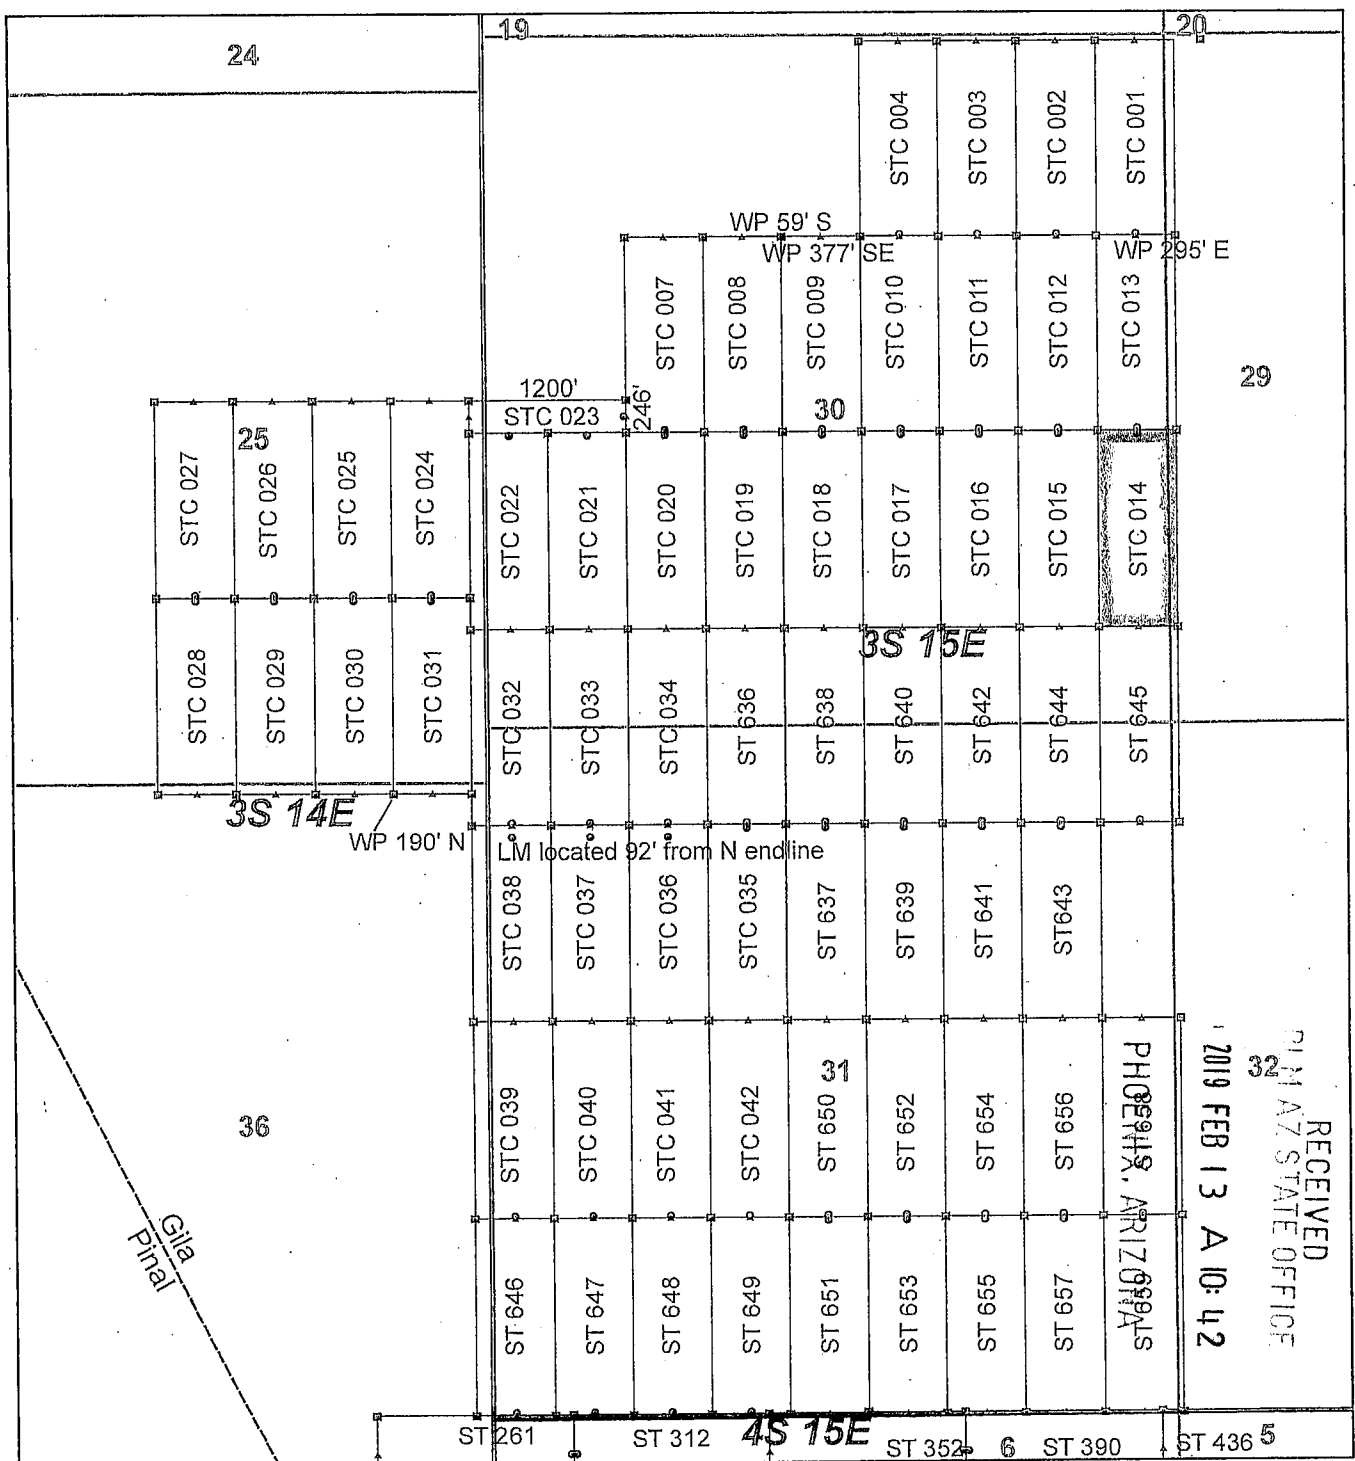 24
19
20
STC 004
STC 003
STC 002
STC 001
WP 59' S
WP 377' SE
WP 295' E
STC 007
STC 008
STC 009
STC 010
STC 011
STC 012
STC 013
29
1200'
246'
STC 023
30
25
STC 027
STC 026
STC 025
STC 024
STC 022
STC 021
STC 020
STC 019
STC 018
STC 017
STC 016
STC 015
STC 014
3S 15E
STC 028
STC 029
STC 030
STC 031
STC 032
STC 033
STC 034
ST 636
ST 638
ST 640
ST 642
ST 644
ST 645
3S 14E
WP 190' N
LM located 92' from N endline
STC 038
STC 037
STC 036
STC 035
ST 637
ST 639
ST 641
ST643
31
32
36
STC 039
STC 040
STC 041
STC 042
ST 650
ST 652
ST 654
ST 656
ST 658
RECEIVED
BLM AZ STATE OFFICE
2019 FEB 13 A 10:42
PHOENIX, ARIZONA
Gila
Pinal
ST 646
ST 647
ST 648
ST 649
ST 651
ST 653
ST 655
ST 657
ST 659
ST 261
ST 312
4S 15E
ST 352
6
ST 390
ST 436
5